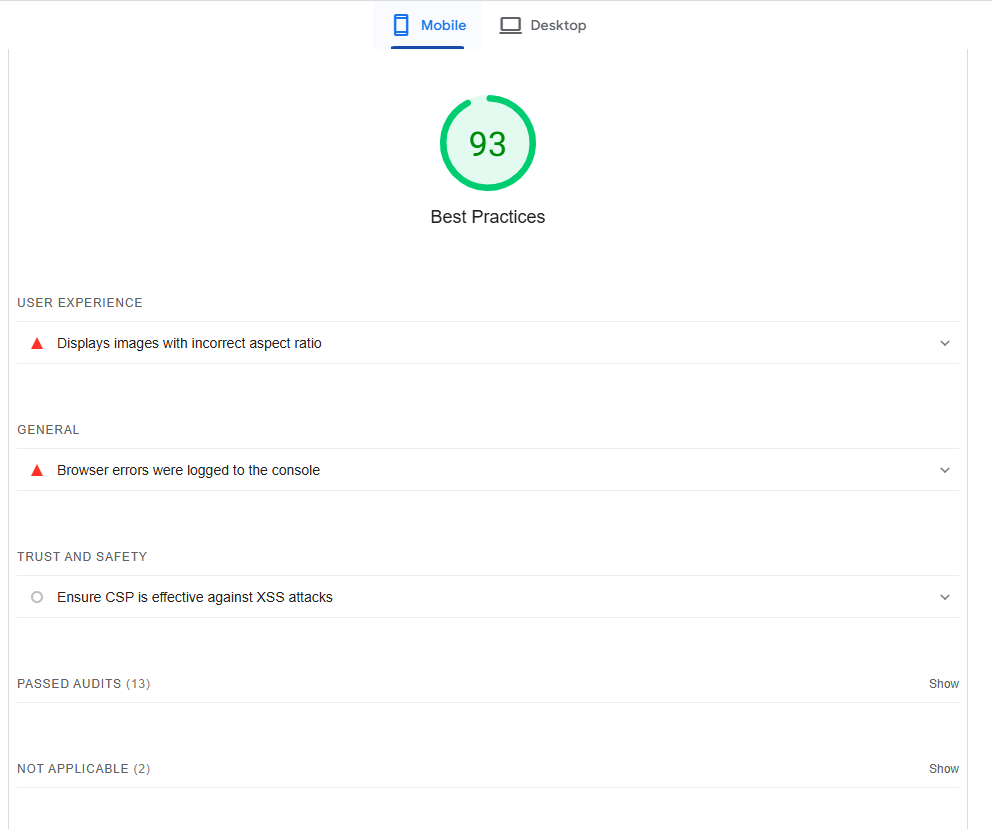 Mobile
Desktop
93
Best Practices
USER EXPERIENCE
Displays images with incorrect aspect ratio
GENERAL
Browser errors were logged to the console
TRUST AND SAFETY
Ensure CSP is effective against XSS attacks
PASSED AUDITS (13)
Show
NOT APPLICABLE (2)
Show